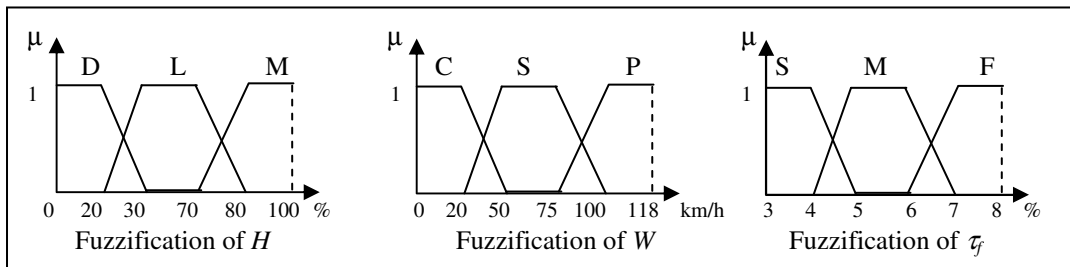 μ D L M
1
0 20 30 70 80 100 %
Fuzzification of H
μ C S P
1
0 20 50 75 100 118 km/h
Fuzzification of W
μ S M F
1
3 4 5 6 7 8 %
Fuzzification of τf